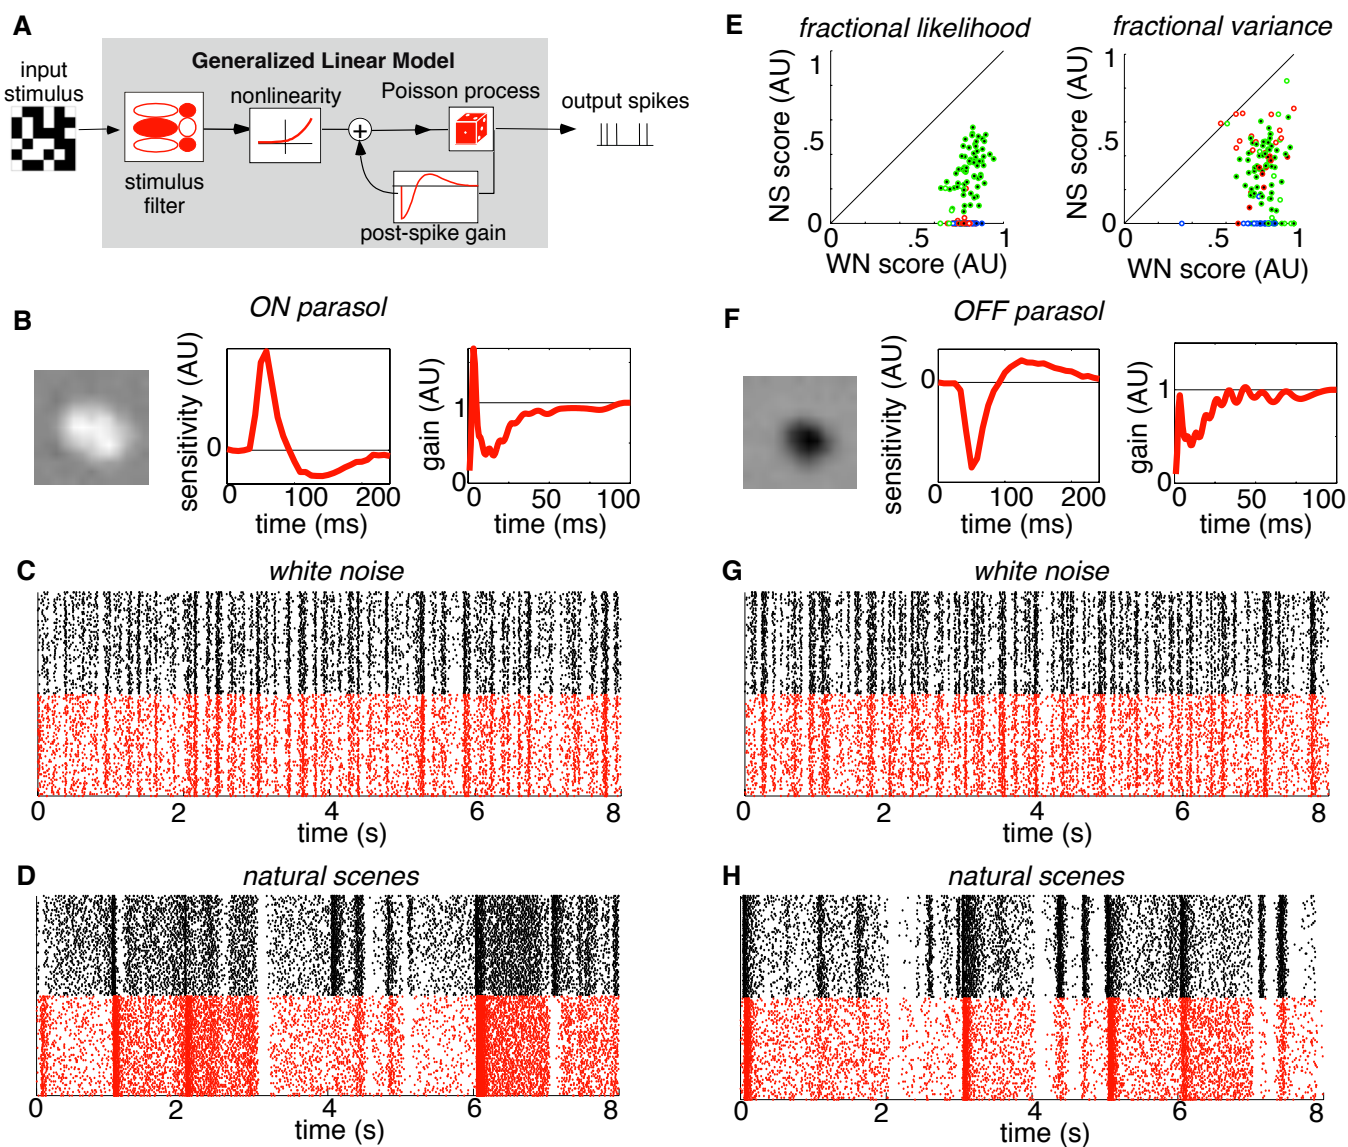 A
Generalized Linear Model
input
stimulus
nonlinearity
Poisson process
output spikes
+
stimulus
filter
post-spike gain
E
fractional likelihood
fractional variance
NS score (AU)
1
.5
0
0
.5
1
WN score (AU)
NS score (AU)
1
.5
0
0
.5
1
WN score (AU)
B
ON parasol
sensitivity (AU)
0
0
100
200
time (ms)
gain (AU)
1
0
0
50
100
time (ms)
F
OFF parasol
sensitivity (AU)
0
0
100
200
time (ms)
gain (AU)
1
0
0
50
100
time (ms)
C
white noise
0
2
4
6
8
time (s)
G
white noise
0
2
4
6
8
time (s)
D
natural scenes
0
2
4
6
8
time (s)
H
natural scenes
0
2
4
6
8
time (s)